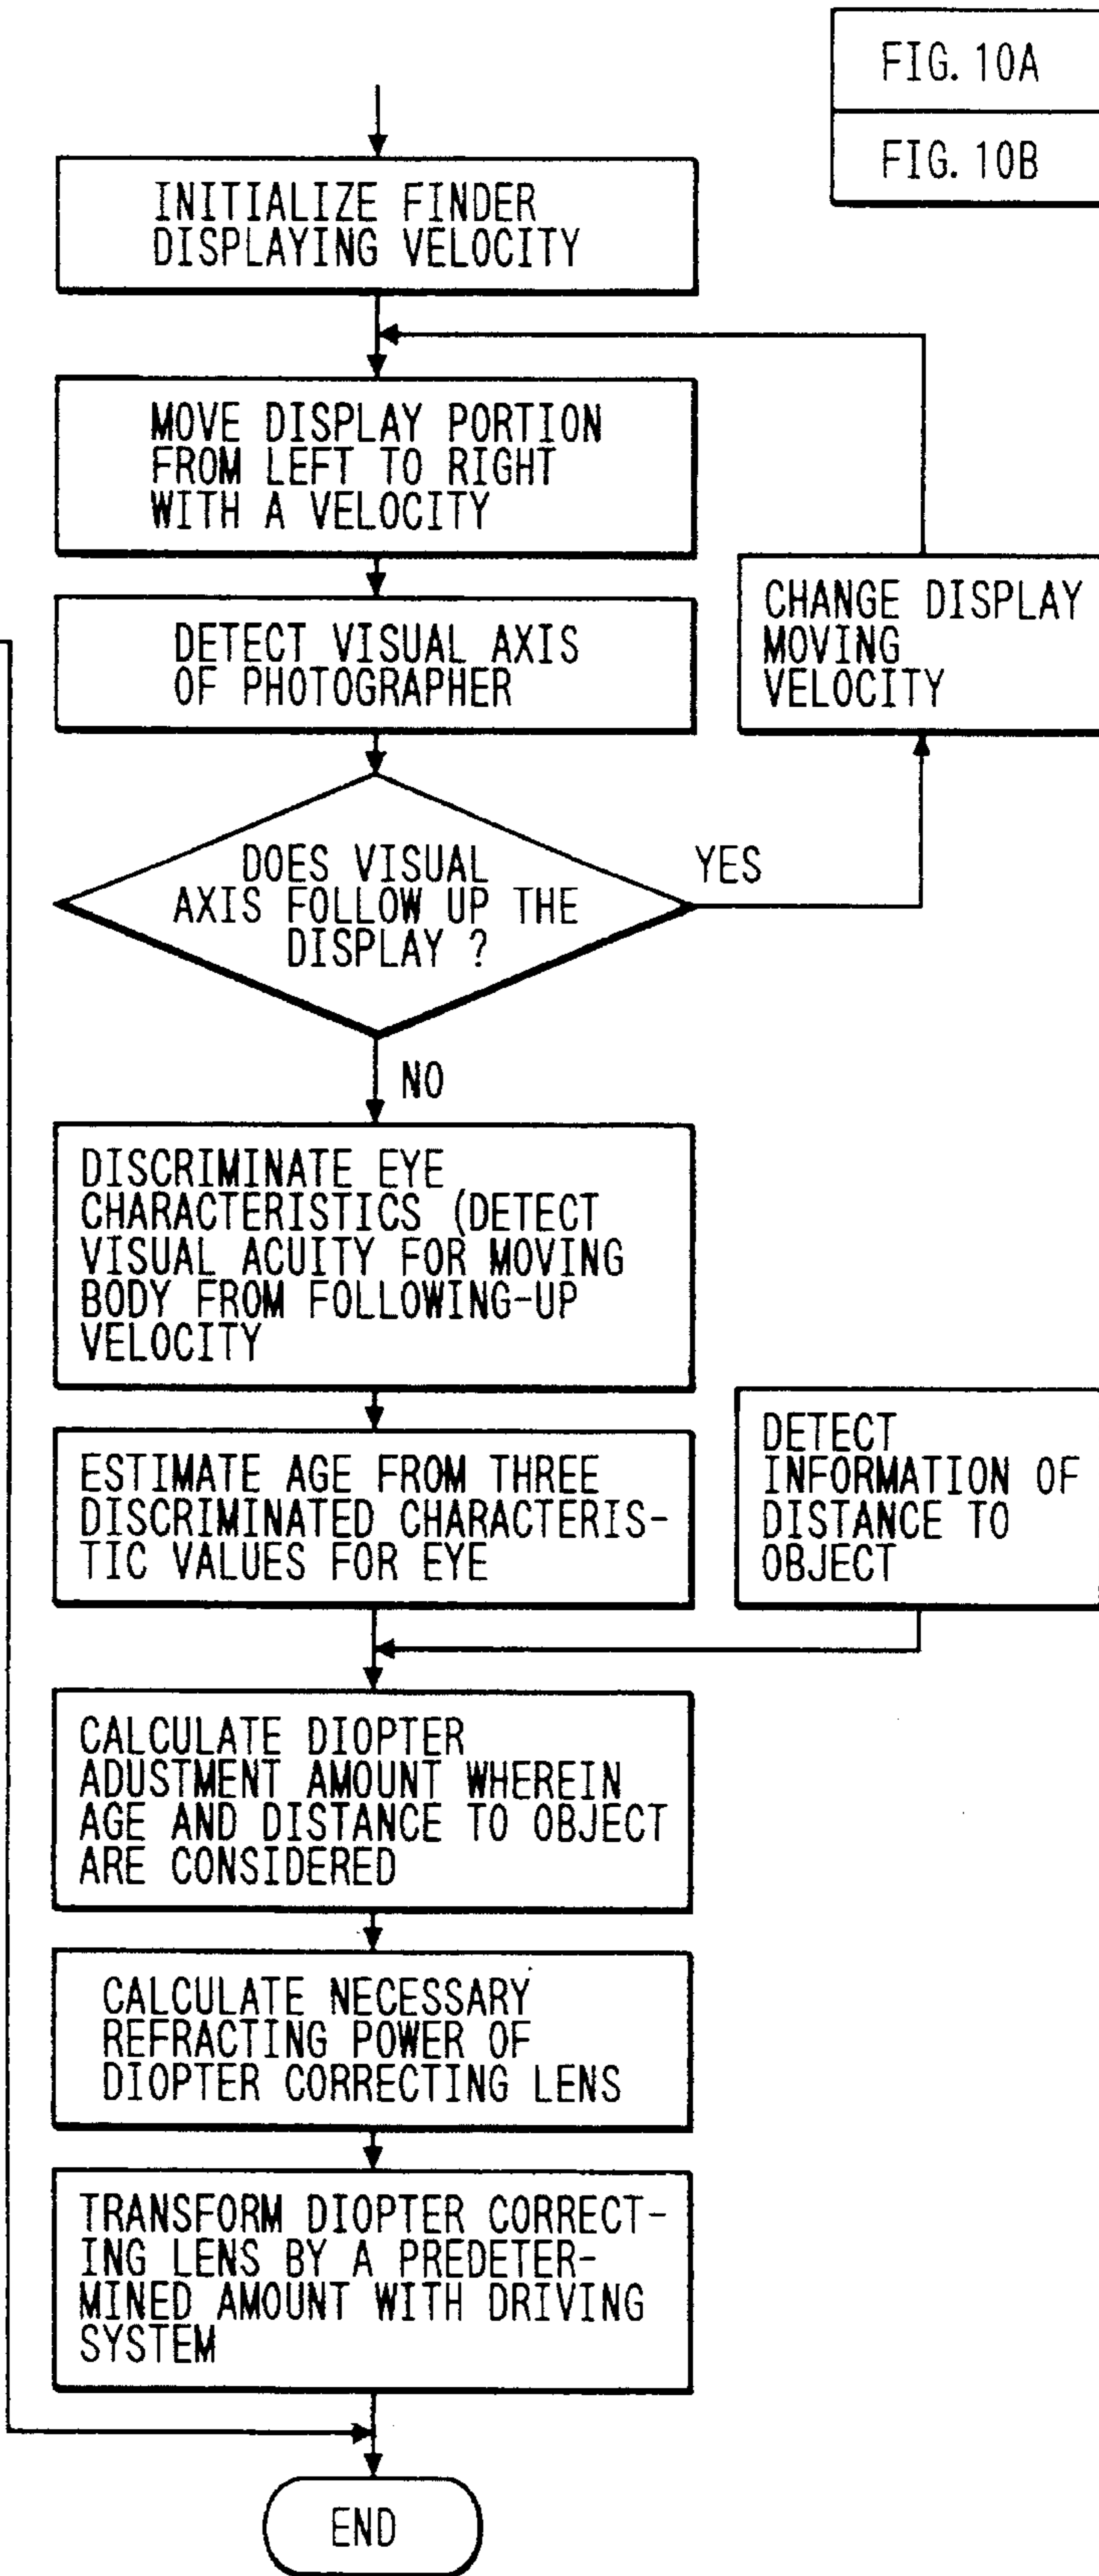 FIG. 10A
FIG. 10B
INITIALIZE FINDER
DISPLAYING VELOCITY
MOVE DISPLAY PORTION
FROM LEFT TO RIGHT
WITH A VELOCITY
DETECT VISUAL AXIS
OF PHOTOGRAPHER
CHANGE DISPLAY
MOVING
VELOCITY
DOES VISUAL
AXIS FOLLOW UP THE
DISPLAY ?
YES
NO
DISCRIMINATE EYE
CHARACTERISTICS (DETECT
VISUAL ACUITY FOR MOVING
BODY FROM FOLLOWING-UP
VELOCITY
ESTIMATE AGE FROM THREE
DISCRIMINATED CHARACTERIS-
TIC VALUES FOR EYE
DETECT
INFORMATION OF
DISTANCE TO
OBJECT
CALCULATE DIOPTER
ADUSTMENT AMOUNT WHEREIN
AGE AND DISTANCE TO OBJECT
ARE CONSIDERED
CALCULATE NECESSARY
REFRACTING POWER OF
DIOPTER CORRECTING LENS
TRANSFORM DIOPTER CORRECT-
ING LENS BY A PREDETER-
MINED AMOUNT WITH DRIVING
SYSTEM
END